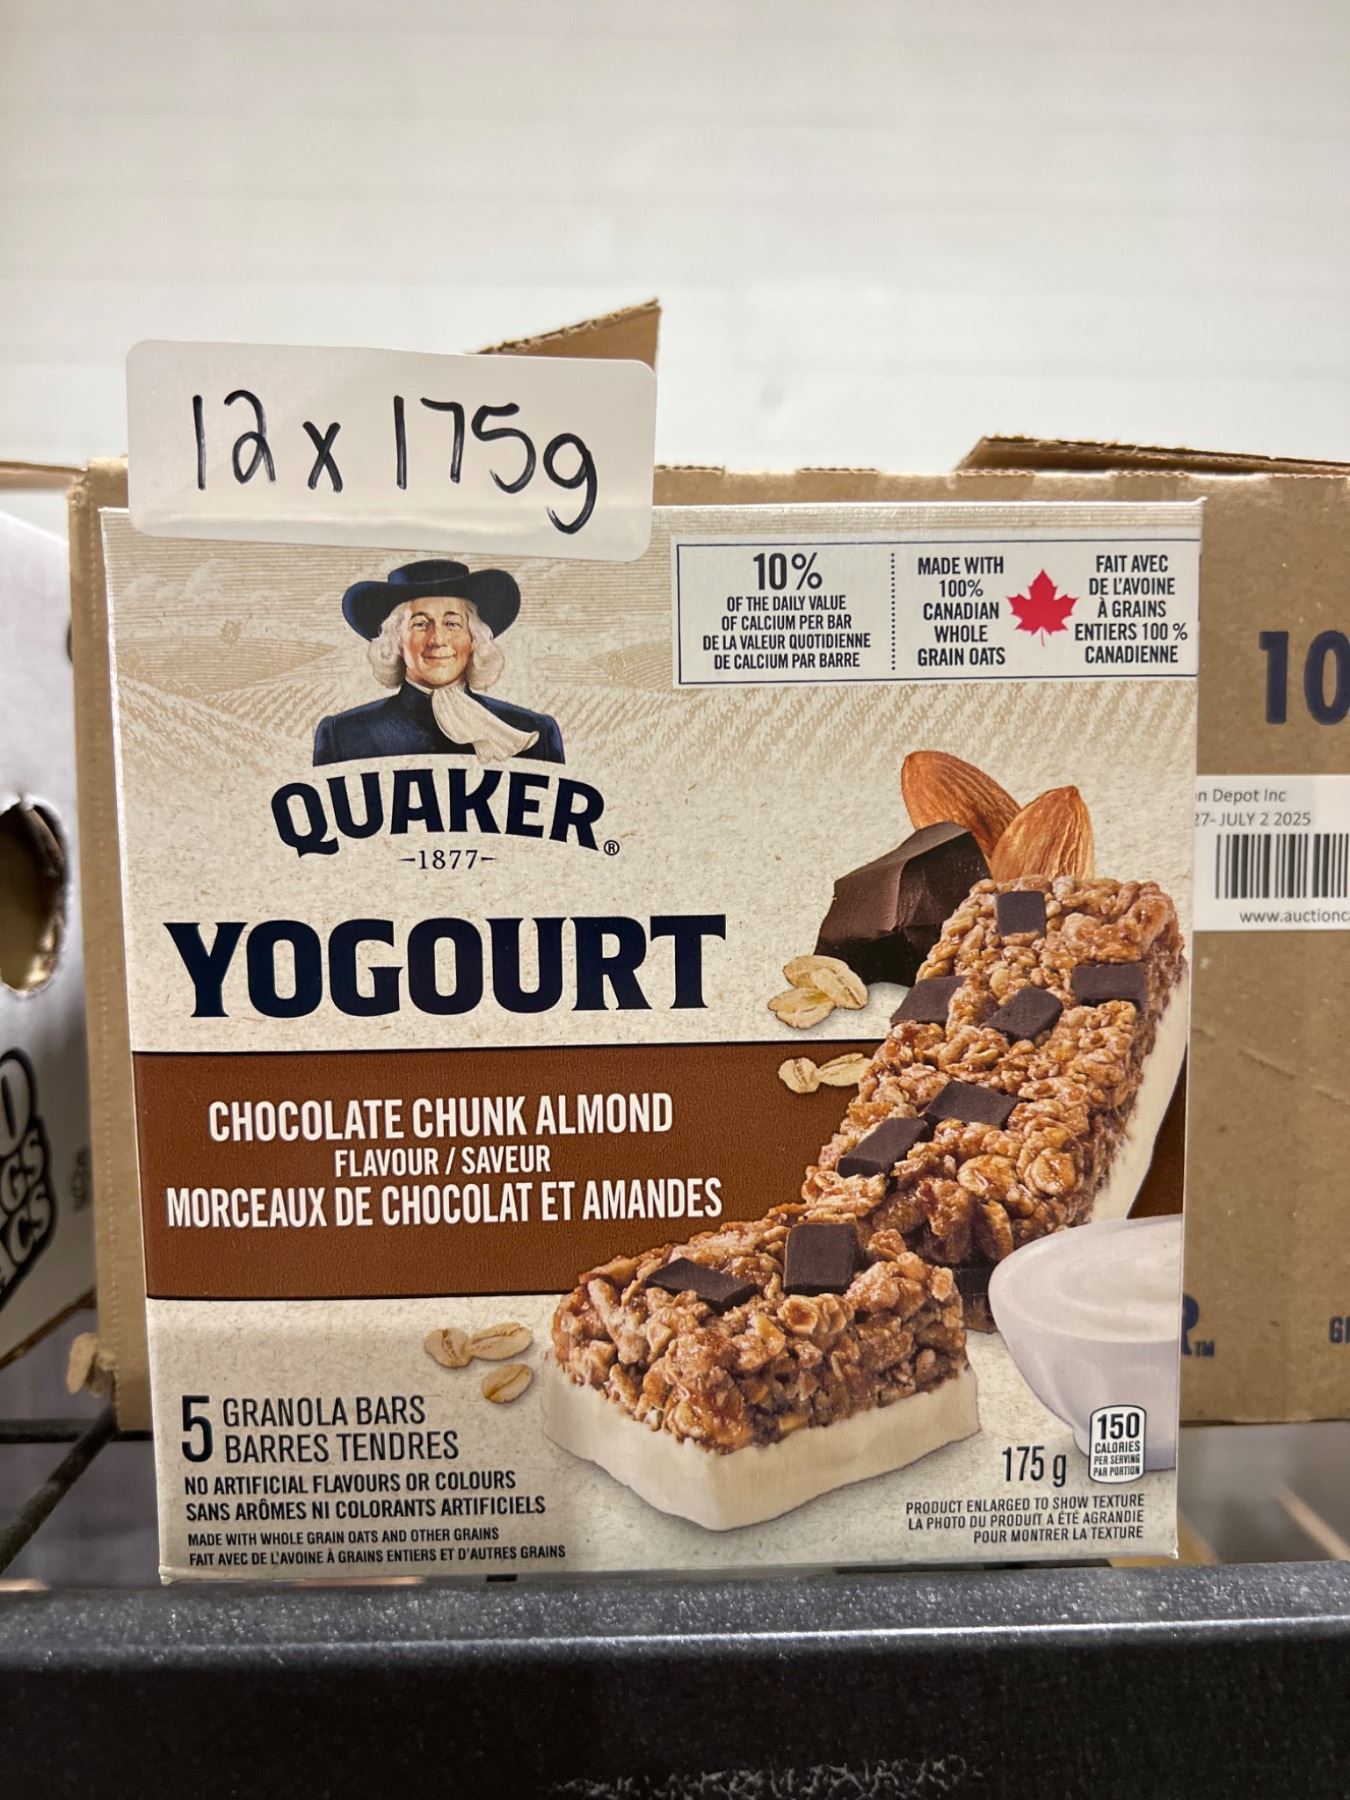 12 x 175g
10%
OF THE DAILY VALUE
OF CALCIUM PER BAR
DE LA VALEUR QUOTIDIENNE
DE CALCIUM PAR BARRE
MADE WITH
100%
CANADIAN
WHOLE
GRAIN OATS
FAIT AVEC
DE L'AVOINE
À GRAINS
ENTIERS 100 %
CANADIENNE
QUAKER®
-1877-
YOGOURT
CHOCOLATE CHUNK ALMOND
FLAVOUR / SAVEUR
MORCEAUX DE CHOCOLAT ET AMANDES
5 GRANOLA BARS
BARRES TENDRES
NO ARTIFICIAL FLAVOURS OR COLOURS
SANS ARÔMES NI COLORANTS ARTIFICIELS
MADE WITH WHOLE GRAIN OATS AND OTHER GRAINS
FAIT AVEC DE L'AVOINE À GRAINS ENTIERS ET D'AUTRES GRAINS
175 g
150
CALORIES
PER SERVING
PAR PORTION
PRODUCT ENLARGED TO SHOW TEXTURE
LA PHOTO DU PRODUIT A ÉTÉ AGRANDIE
POUR MONTRER LA TEXTURE
10
Depot Inc
27- JULY 2 2025
www.auctionc
TM